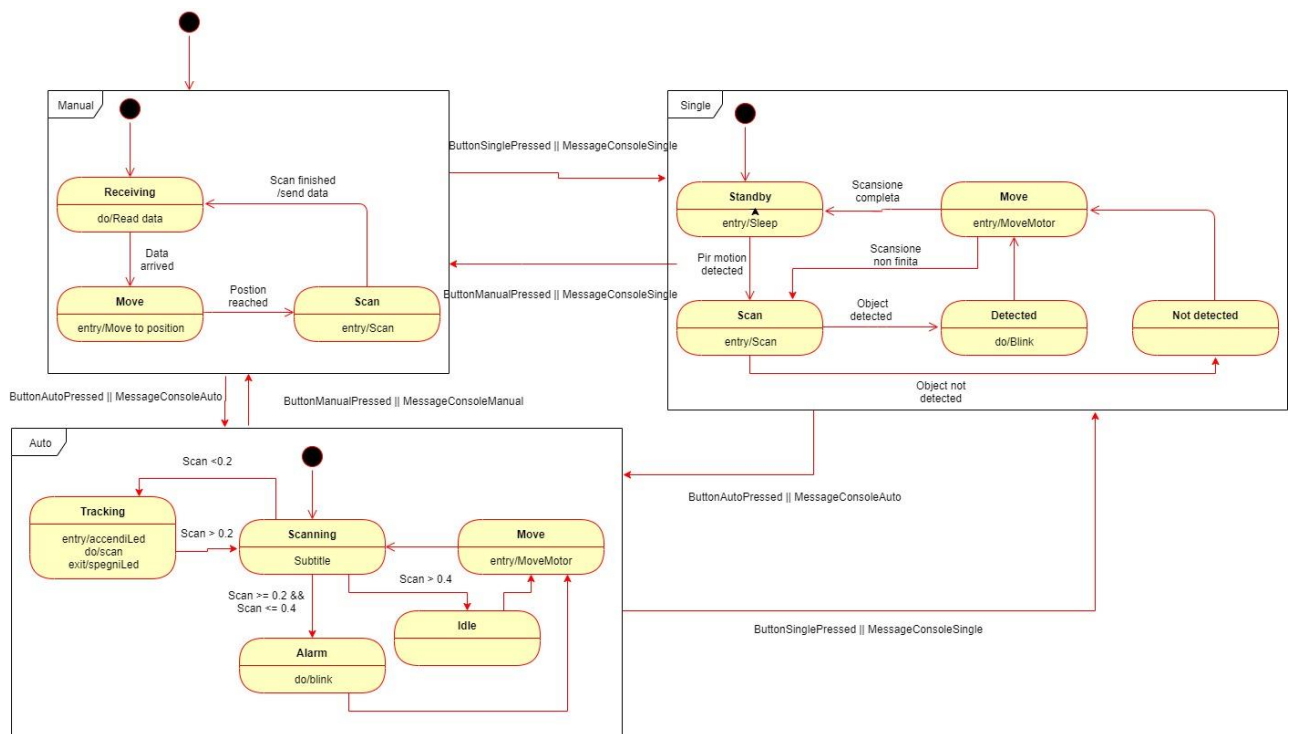 Manual
Receiving
do/Read data
Scan finished
/send data
Data
arrived
Move
entry/Move to position
Postion
reached
Scan
entry/Scan
ButtonSinglePressed || MessageConsoleSingle
ButtonManualPressed || MessageConsoleSingle
Single
Standby
entry/Sleep
Scansione
completa
Move
entry/MoveMotor
Pir motion
detected
Scansione
non finita
Scan
entry/Scan
Object
detected
Detected
do/Blink
Not detected
Object not
detected
ButtonAutoPressed || MessageConsoleAuto
ButtonManualPressed || MessageConsoleManual
Auto
Scan <0.2
Tracking
entry/accendiLed
do/scan
exit/spegniLed
Scan > 0.2
Scanning
Subtitle
Move
entry/MoveMotor
Scan > 0.4
Scan >= 0.2 &&
Scan <= 0.4
Idle
Alarm
do/blink
ButtonAutoPressed || MessageConsoleAuto
ButtonSinglePressed || MessageConsoleSingle